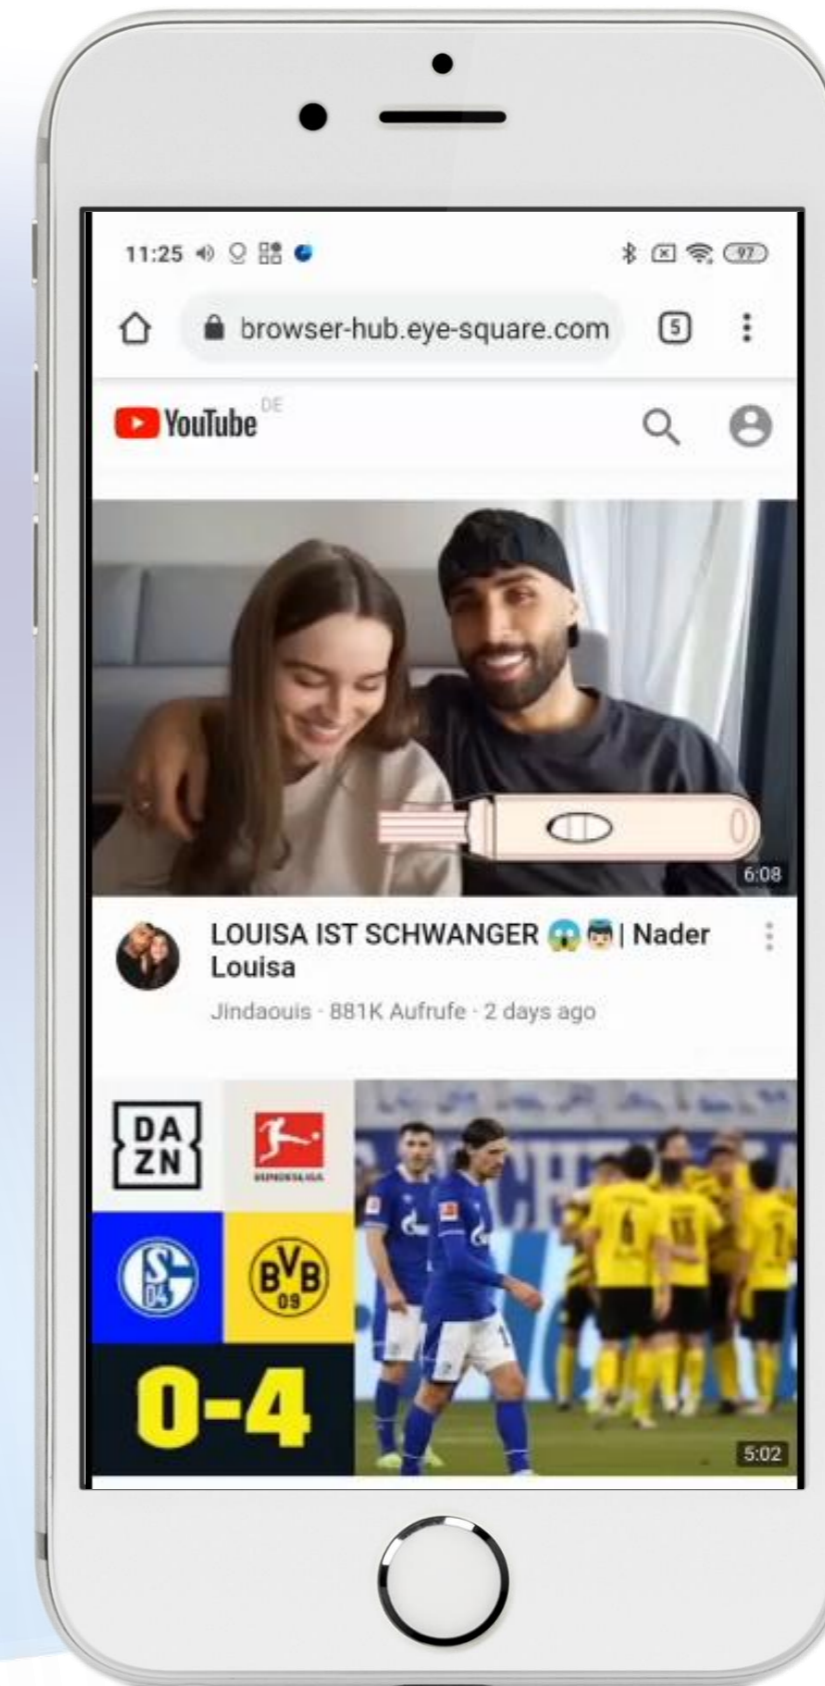 11:25
97
browser-hub.eye-square.com
5
YouTube DE
6:08
LOUISA IST SCHWANGER 😱👼🏻| Nader
Louisa
Jindaouis · 881K Aufrufe · 2 days ago
DA
ZN
BUNDESLIGA
S
04
BVB
09
0-4
5:02